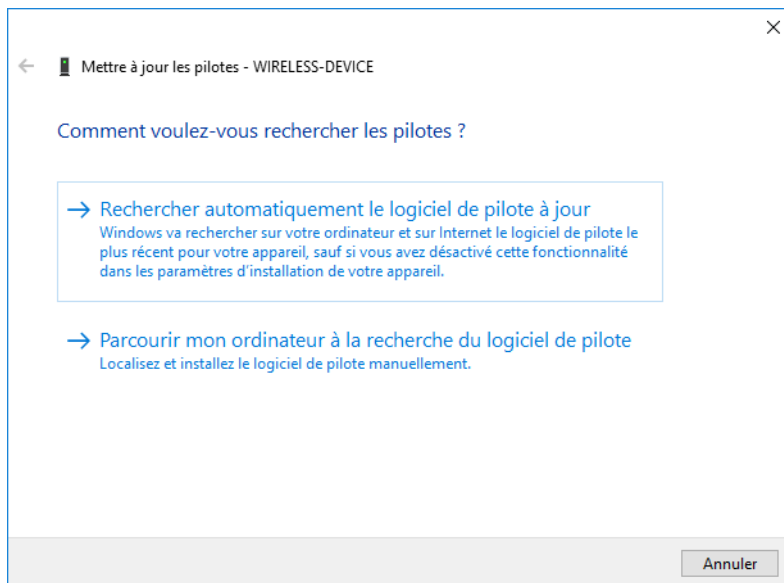 Mettre à jour les pilotes - WIRELESS-DEVICE
Comment voulez-vous rechercher les pilotes ?
Rechercher automatiquement le logiciel de pilote à jour
Windows va rechercher sur votre ordinateur et sur Internet le logiciel de pilote le
plus récent pour votre appareil, sauf si vous avez désactivé cette fonctionnalité
dans les paramètres d'installation de votre appareil.
Parcourir mon ordinateur à la recherche du logiciel de pilote
Localisez et installez le logiciel de pilote manuellement.
Annuler